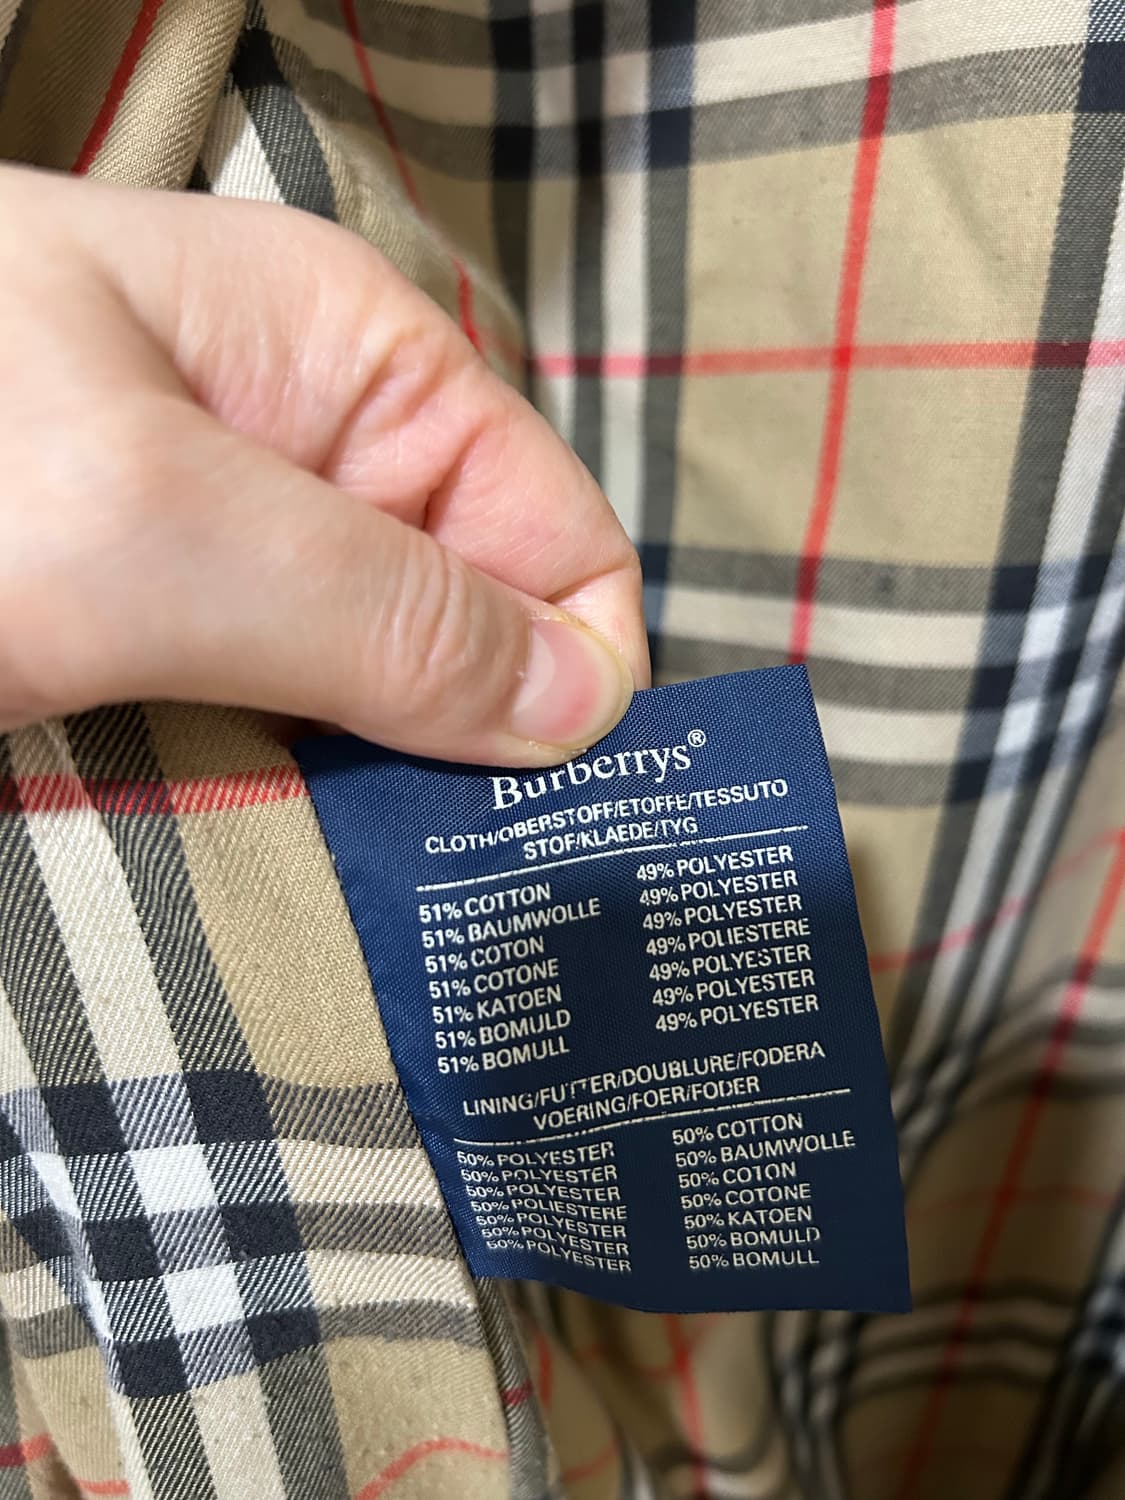 Burberrys®
CLOTH/OBERSTOFF/ETOFFE/TESSUTO
STOF/KLAEDE/TYG
51% COTTON 49% POLYESTER
51% BAUMWOLLE 49% POLYESTER
51% COTON 49% POLYESTER
51% COTONE 49% POLIESTERE
51% KATOEN 49% POLYESTER
51% BOMULD 49% POLYESTER
51% BOMULL 49% POLYESTER
LINING/FUTTER/DOUBLURE/FODERA
VOERING/FOER/FODER
50% POLYESTER 50% COTTON
50% POLYESTER 50% BAUMWOLLE
50% POLYESTER 50% COTON
50% POLIESTERE 50% COTONE
50% POLYESTER 50% KATOEN
50% POLYESTER 50% BOMULD
50% POLYESTER 50% BOMULL